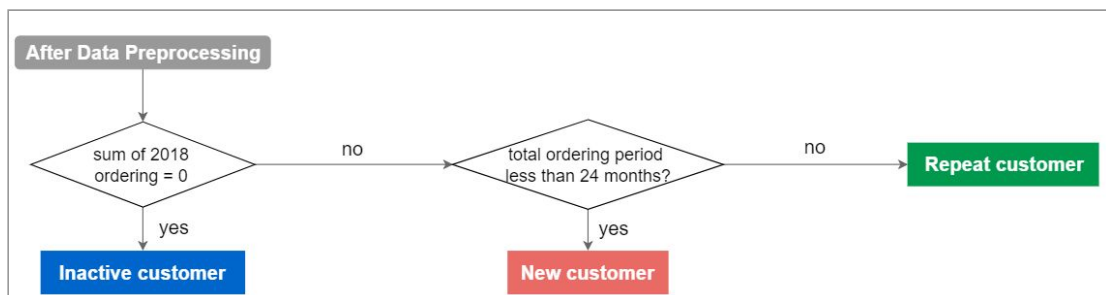 After Data Preprocessing
sum of 2018
ordering = 0
no
total ordering period
less than 24 months?
no
Repeat customer
yes
yes
Inactive customer
New customer